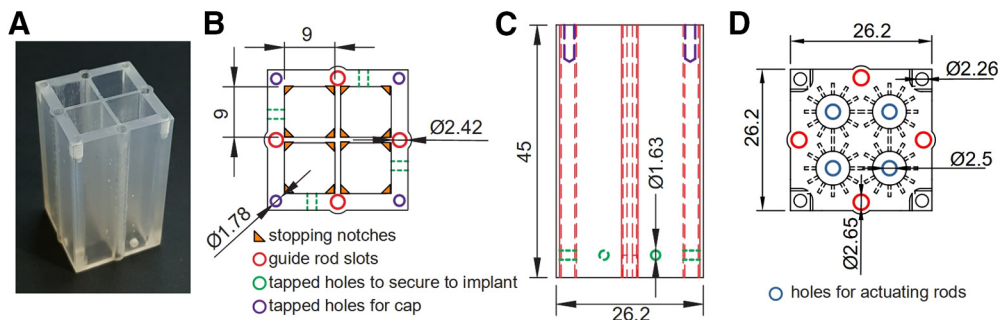 A
B
C
D
9
9
Ø2.42
Ø1.78
stopping notches
guide rod slots
tapped holes to secure to implant
tapped holes for cap
45
Ø1.63
26.2
26.2
Ø2.26
26.2
Ø2.5
Ø2.65
holes for actuating rods